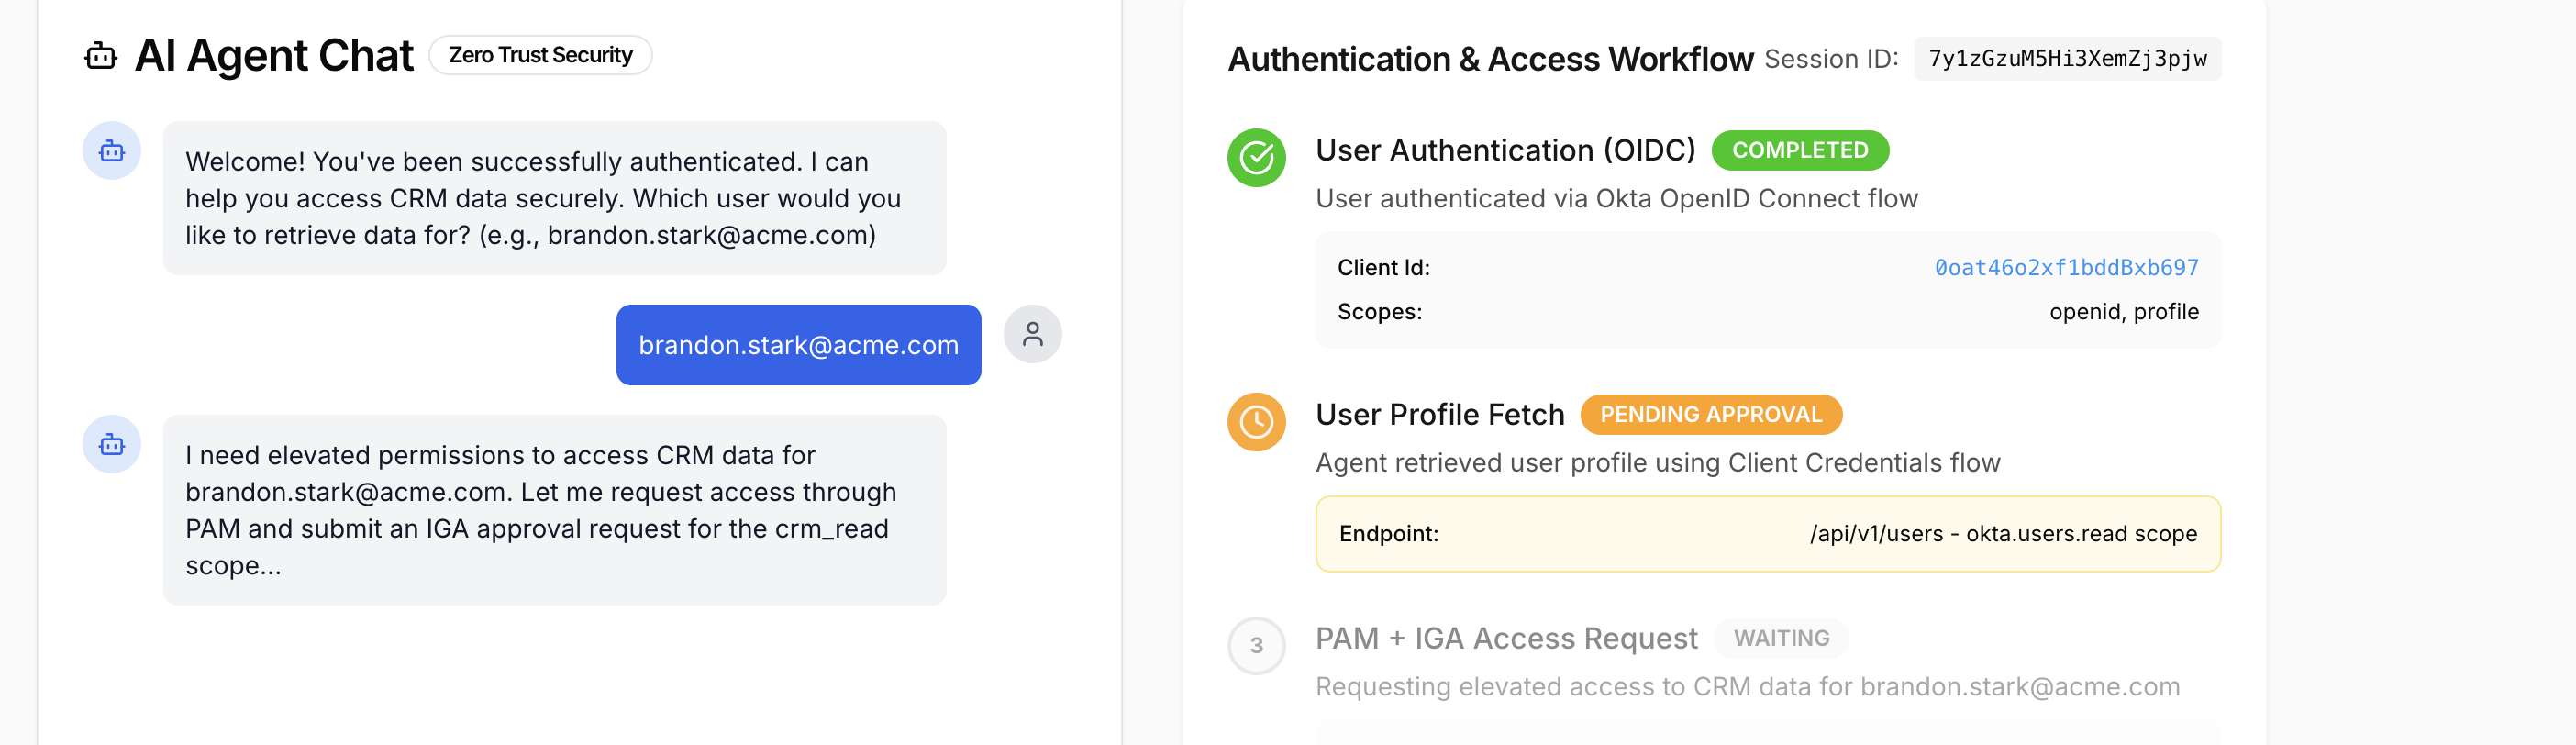 AI Agent Chat
Zero Trust Security
Welcome! You've been successfully authenticated. I can
help you access CRM data securely. Which user would you
like to retrieve data for? (e.g., brandon.stark@acme.com)
brandon.stark@acme.com
I need elevated permissions to access CRM data for
brandon.stark@acme.com. Let me request access through
PAM and submit an IGA approval request for the crm_read
scope...
Authentication & Access Workflow
Session ID: 7y1zGzuM5Hi3XemZj3pjw
User Authentication (OIDC)
COMPLETED
User authenticated via Okta OpenID Connect flow
Client Id: 0oat46o2xf1bddBxb697
Scopes: openid, profile
User Profile Fetch
PENDING APPROVAL
Agent retrieved user profile using Client Credentials flow
Endpoint: /api/v1/users - okta.users.read scope
3
PAM + IGA Access Request
WAITING
Requesting elevated access to CRM data for brandon.stark@acme.com